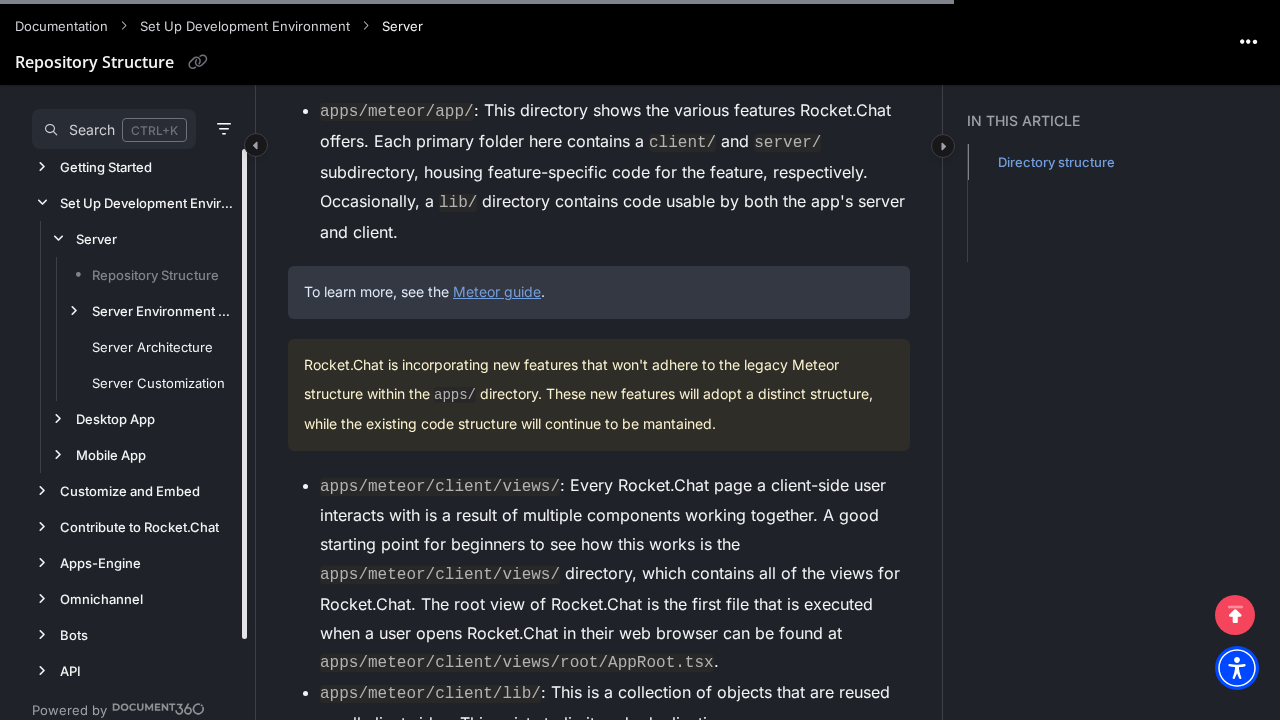 Documentation > Set Up Development Environment > Server
Repository Structure
Search CTRL+K
Getting Started
Set Up Development Envir...
Server
Repository Structure
Server Environment ...
Server Architecture
Server Customization
Desktop App
Mobile App
Customize and Embed
Contribute to Rocket.Chat
Apps-Engine
Omnichannel
Bots
API
Powered by DOCUMENT360
• apps/meteor/app/: This directory shows the various features Rocket.Chat
offers. Each primary folder here contains a client/ and server/
subdirectory, housing feature-specific code for the feature, respectively.
Occasionally, a lib/ directory contains code usable by both the app's server
and client.
To learn more, see the Meteor guide.
Rocket.Chat is incorporating new features that won't adhere to the legacy Meteor
structure within the apps/ directory. These new features will adopt a distinct structure,
while the existing code structure will continue to be mantained.
• apps/meteor/client/views/: Every Rocket.Chat page a client-side user
interacts with is a result of multiple components working together. A good
starting point for beginners to see how this works is the
apps/meteor/client/views/ directory, which contains all of the views for
Rocket.Chat. The root view of Rocket.Chat is the first file that is executed
when a user opens Rocket.Chat in their web browser can be found at
apps/meteor/client/views/root/AppRoot.tsx.
• apps/meteor/client/lib/: This is a collection of objects that are reused
IN THIS ARTICLE
Directory structure